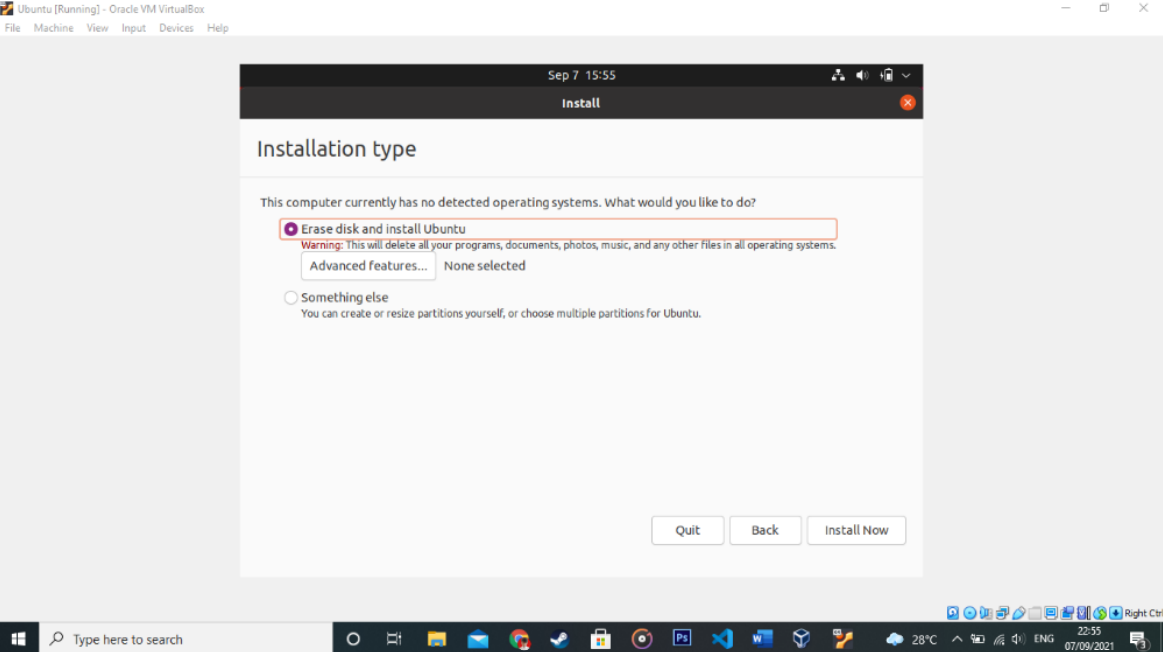 Ubuntu [Running] - Oracle VM VirtualBox
File Machine View Input Devices Help
Sep 7 15:55
Install
Installation type
This computer currently has no detected operating systems. What would you like to do?
Erase disk and install Ubuntu
Warning: This will delete all your programs, documents, photos, music, and any other files in all operating systems.
Advanced features... None selected
Something else
You can create or resize partitions yourself, or choose multiple partitions for Ubuntu.
Quit Back Install Now
Right Ctrl
Type here to search
Ps
28°C
ENG
22:55
07/09/2021
3